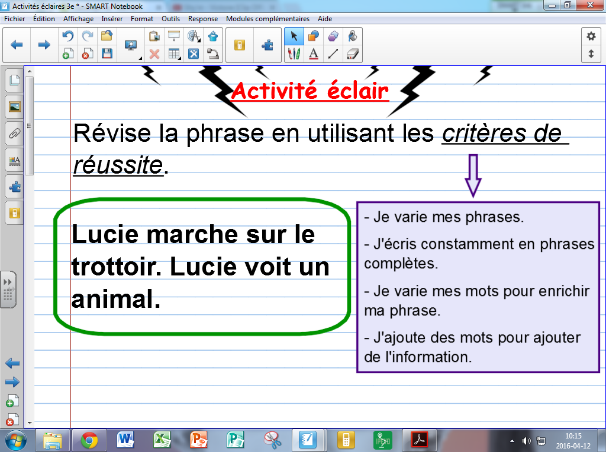 Activités éclaires 3e * - SMART Notebook
Fichier Édition Affichage Insérer Format Outils Response Modules complémentaires Aide
Activité éclair
Révise la phrase en utilisant les critères de
réussite.
Lucie marche sur le
trottoir. Lucie voit un
animal.
- Je varie mes phrases.
- J'écris constamment en phrases
complètes.
- Je varie mes mots pour enrichir
ma phrase.
- J'ajoute des mots pour ajouter
de l'information.
10:15
2016-04-12